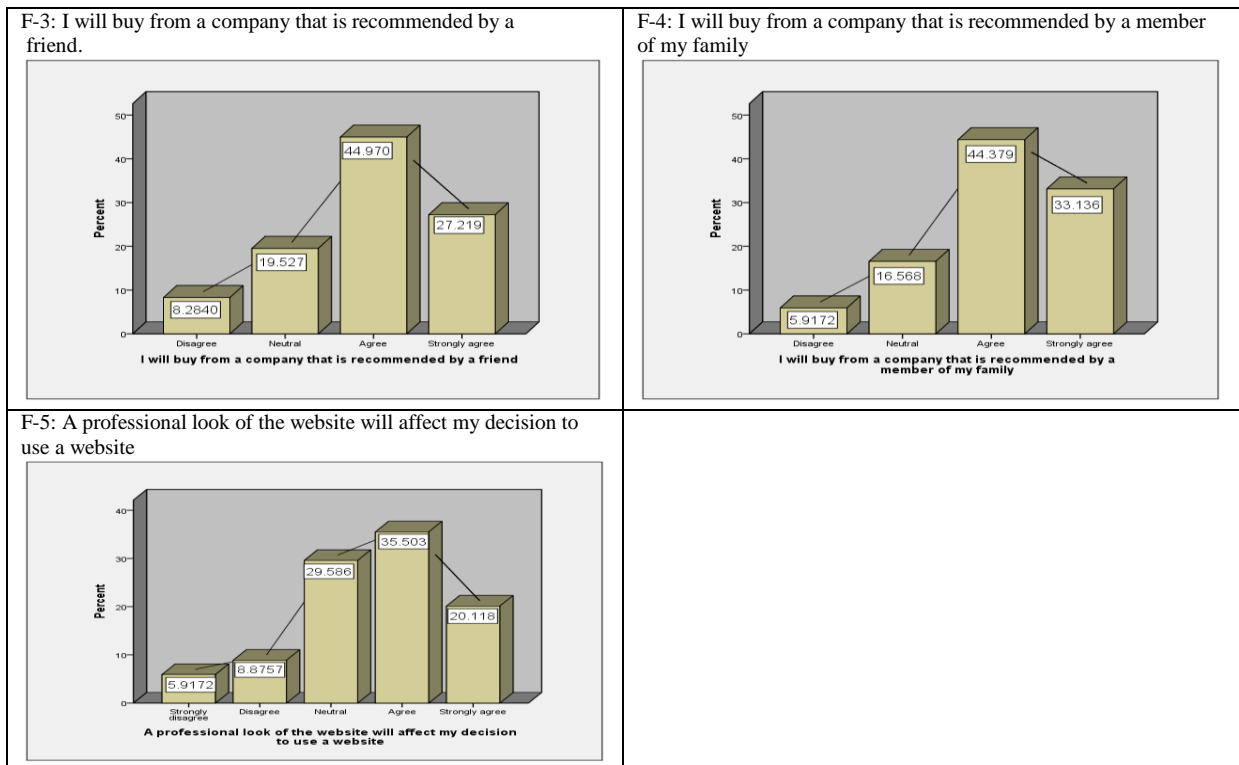 F-3: I will buy from a company that is recommended by a
friend.
50
40
30
20
10
0
Percent
8.2840
19.527
44.970
27.219
Disagree
Neutral
Agree
Strongly agree
I will buy from a company that is recommended by a friend
F-4: I will buy from a company that is recommended by a member
of my family
50
40
30
20
10
0
Percent
5.9172
16.568
44.379
33.136
Disagree
Neutral
Agree
Strongly agree
I will buy from a company that is recommended by a
member of my family
F-5: A professional look of the website will affect my decision to
use a website
40
30
20
10
0
Percent
5.9172
8.8757
29.586
35.503
20.118
Strongly
disagree
Disagree
Neutral
Agree
Strongly agree
A professional look of the website will affect my decision
to use a website